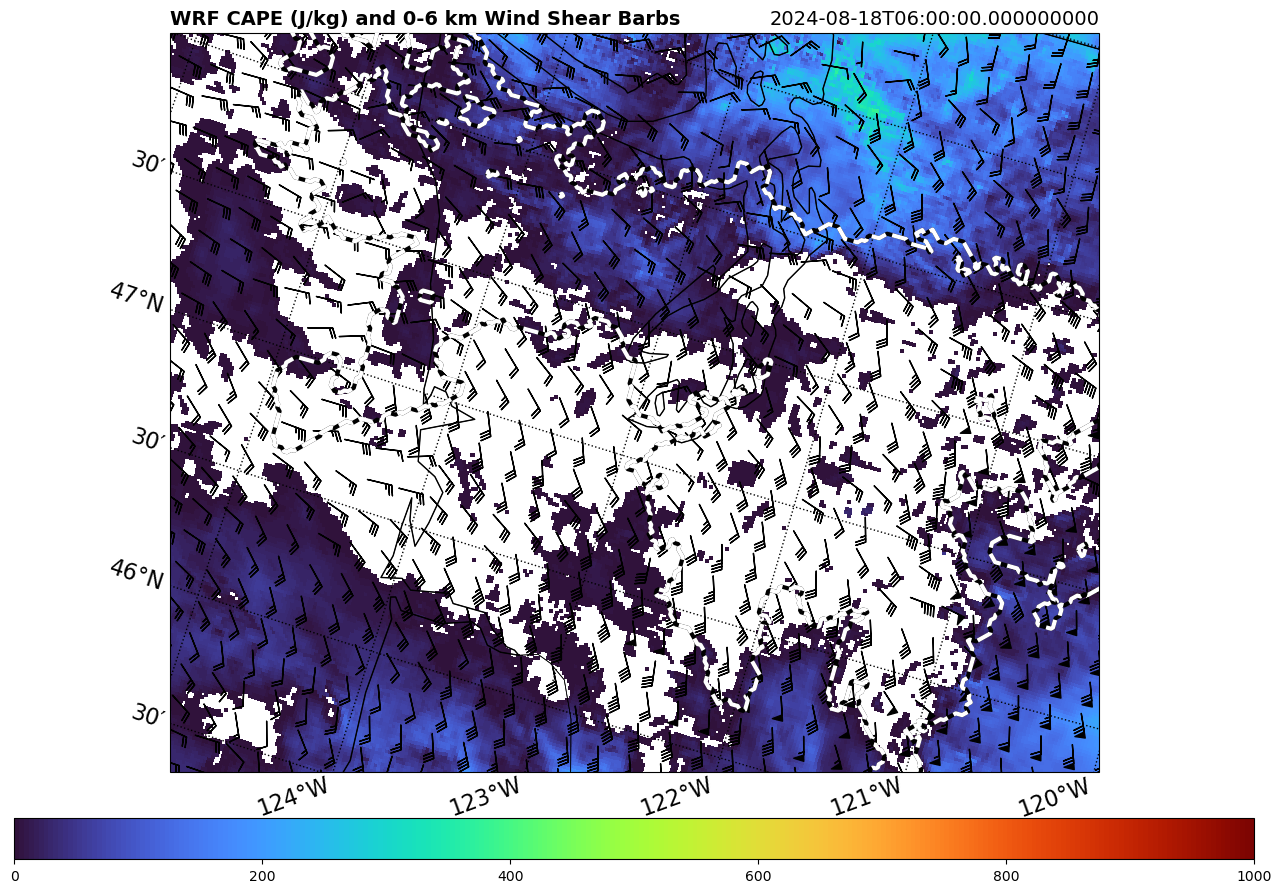 WRF CAPE (J/kg) and 0-6 km Wind Shear Barbs 2024-08-18T06:00:00.000000000
30′
47°N
30′
46°N
30′
124°W 123°W 122°W 121°W 120°W
0 200 400 600 800 1000